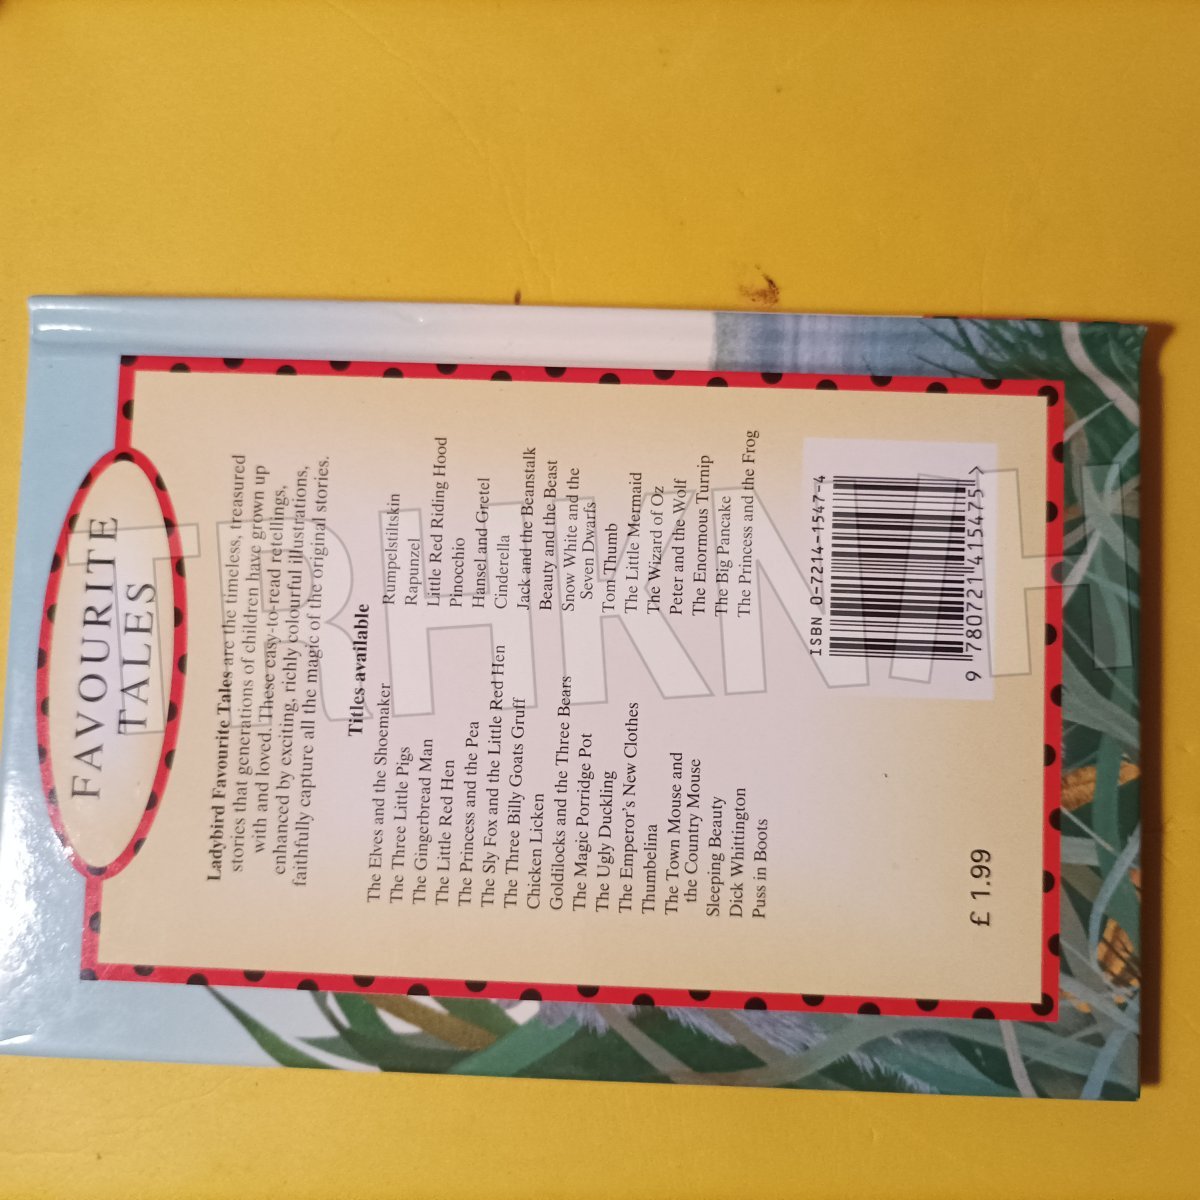 FAVOURITE
TALES
Ladybird Favourite Tales are the timeless, treasured
stories that generations of children have grown up
with and loved. These easy-to-read retellings,
enhanced by exciting, richly colourful illustrations,
faithfully capture all the magic of the original stories.
Titles available
The Elves and the Shoemaker
The Three Little Pigs
The Gingerbread Man
The Little Red Hen
The Princess and the Pea
The Sly Fox and the Little Red Hen
The Three Billy Goats Gruff
Chicken Licken
Goldilocks and the Three Bears
The Magic Porridge Pot
The Ugly Duckling
The Emperor's New Clothes
Thumbelina
The Town Mouse and
the Country Mouse
Sleeping Beauty
Dick Whittington
Puss in Boots
Rumpelstiltskin
Rapunzel
Little Red Riding Hood
Pinocchio
Hansel and Gretel
Cinderella
Jack and the Beanstalk
Beauty and the Beast
Snow White and the
Seven Dwarfs
Tom Thumb
The Little Mermaid
The Wizard of Oz
Peter and the Wolf
The Enormous Turnip
The Big Pancake
The Princess and the Frog
£ 1.99
ISBN 0-7214-1547-4
9 780721 415475 >
TRHKNH